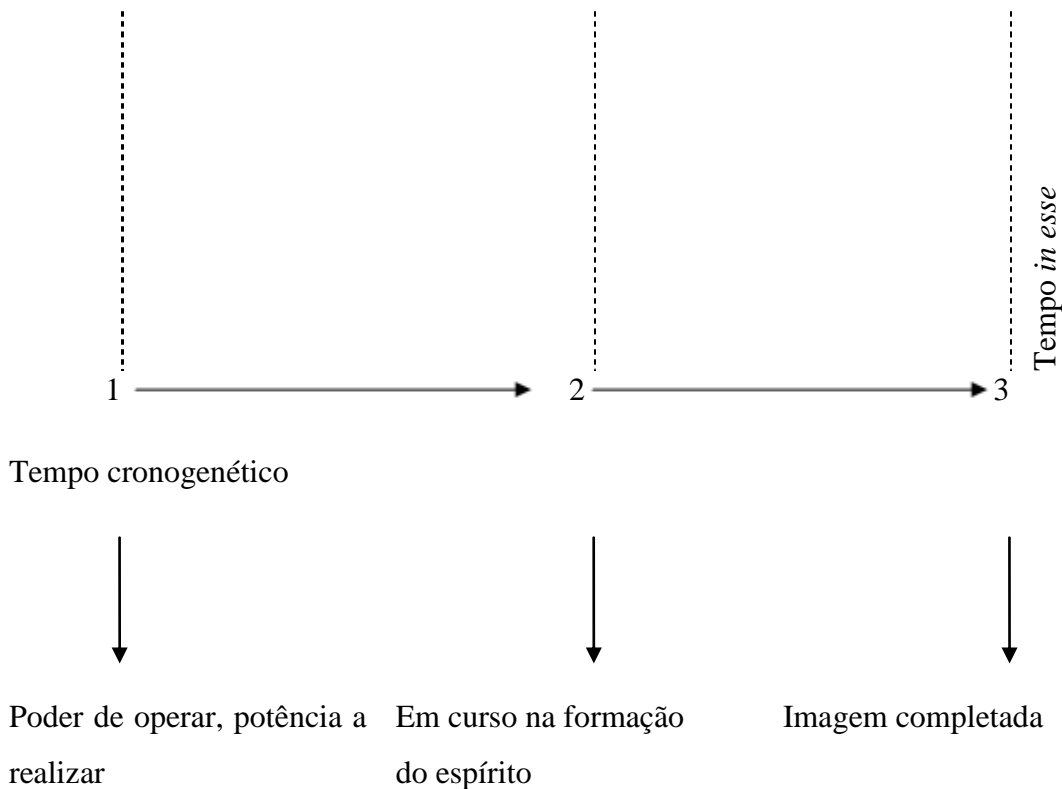 Tempo in esse
1 2 3
Tempo cronogenético
Poder de operar, potência a
realizar
Em curso na formação
do espírito
Imagem completada